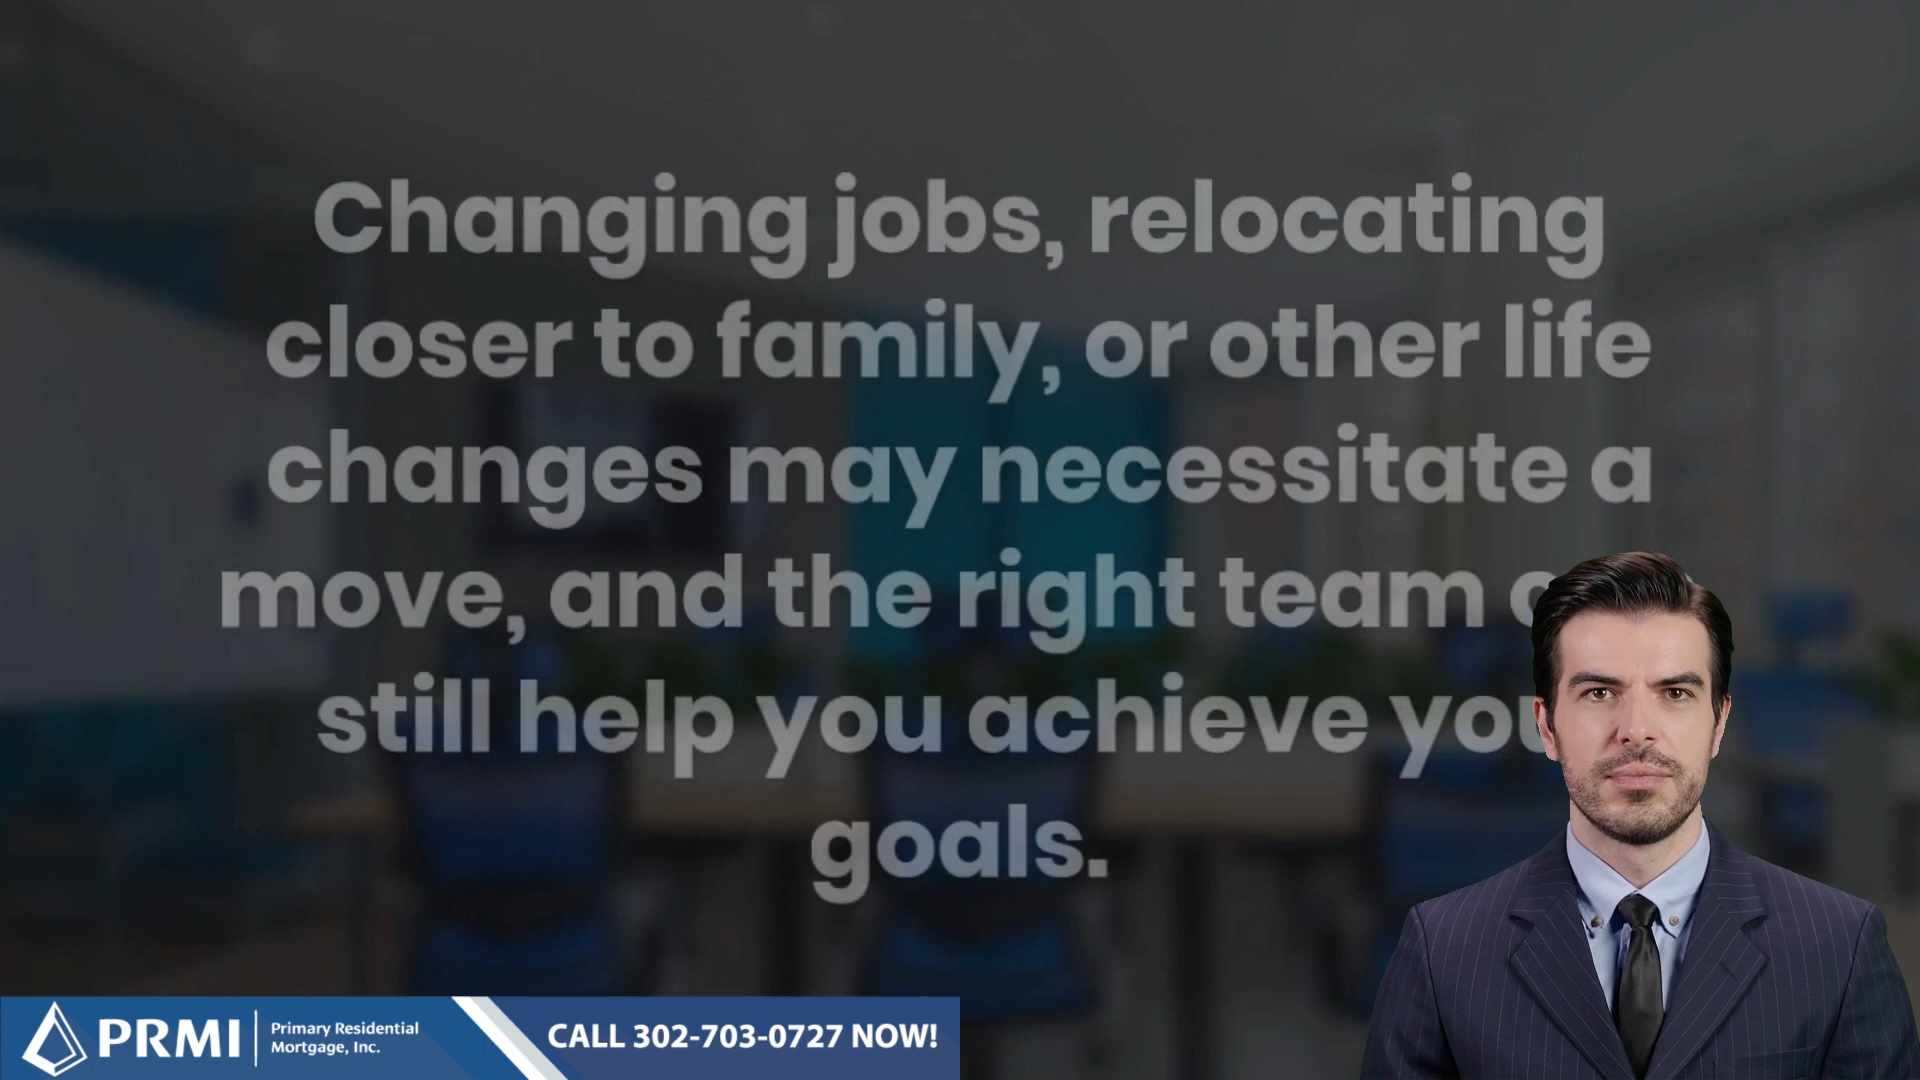 Changing jobs, relocating
closer to family, or other life
changes may necessitate a
move, and the right team
still help you achieve you
goals.
PRMI
Primary Residential
Mortgage, Inc.
CALL 302-703-0727 NOW!